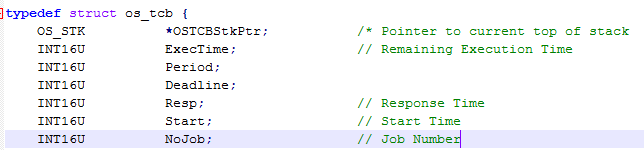 typedef struct os_tcb {
OS_STK *OSTCBStkPtr; /* Pointer to current top of stack
INT16U ExecTime; // Remaining Execution Time
INT16U Period;
INT16U Deadline;
INT16U Resp; // Response Time
INT16U Start; // Start Time
INT16U NoJob; // Job Number